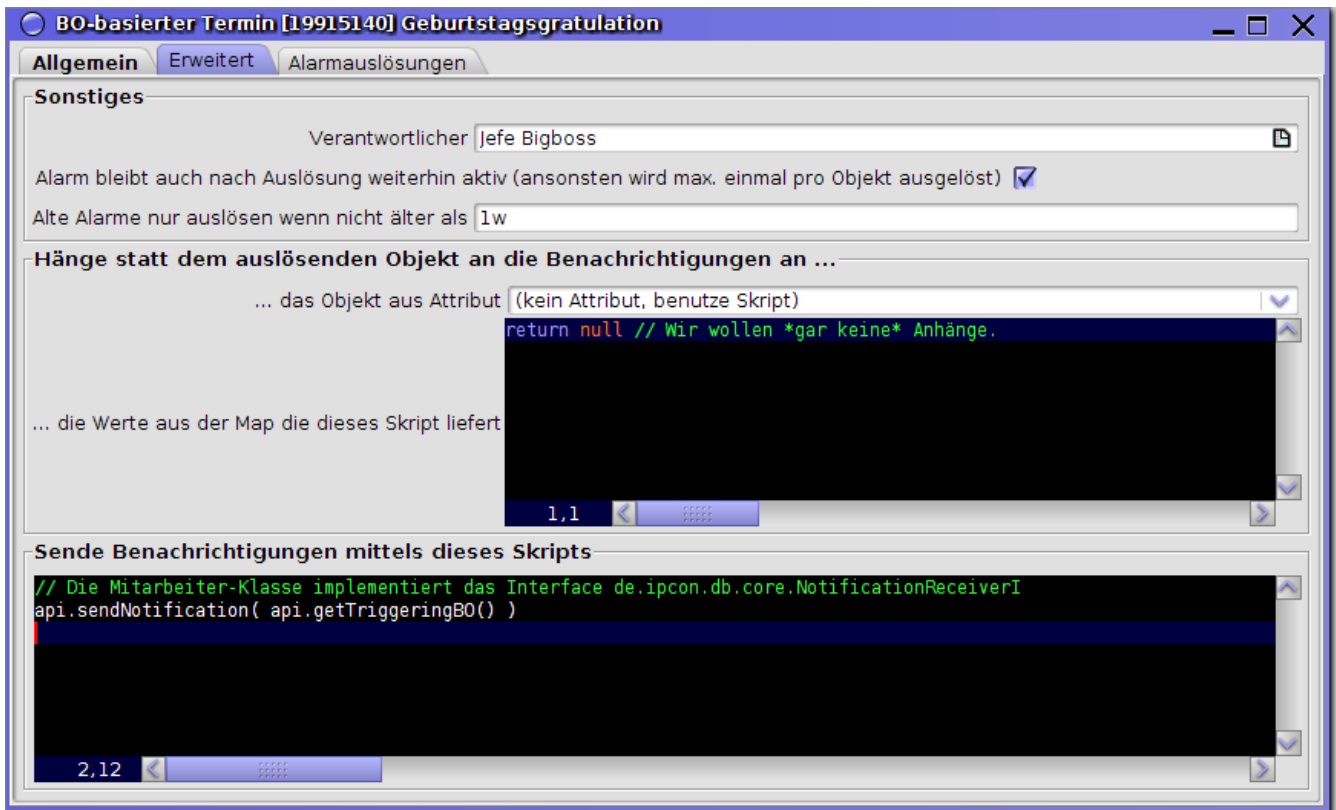 BO-basierter Termin [19915140] Geburtstagsgratulation
Allgemein Erweitert Alarmauslösungen
Sonstiges
Verantwortlicher Jefe Bigboss
Alarm bleibt auch nach Auslösung weiterhin aktiv (ansonsten wird max. einmal pro Objekt ausgelöst)
Alte Alarme nur auslösen wenn nicht älter als 1w
Hänge statt dem auslösenden Objekt an die Benachrichtigungen an ...
... das Objekt aus Attribut (kein Attribut, benutze Skript)
return null // Wir wollen *gar keine* Anhänge.
... die Werte aus der Map die dieses Skript liefert
1,1
Sende Benachrichtigungen mittels dieses Skripts
// Die Mitarbeiter-Klasse implementiert das Interface de.ipcon.db.core.NotificationReceiverI
api.sendNotification( api.getTriggeringBO() )
2,12